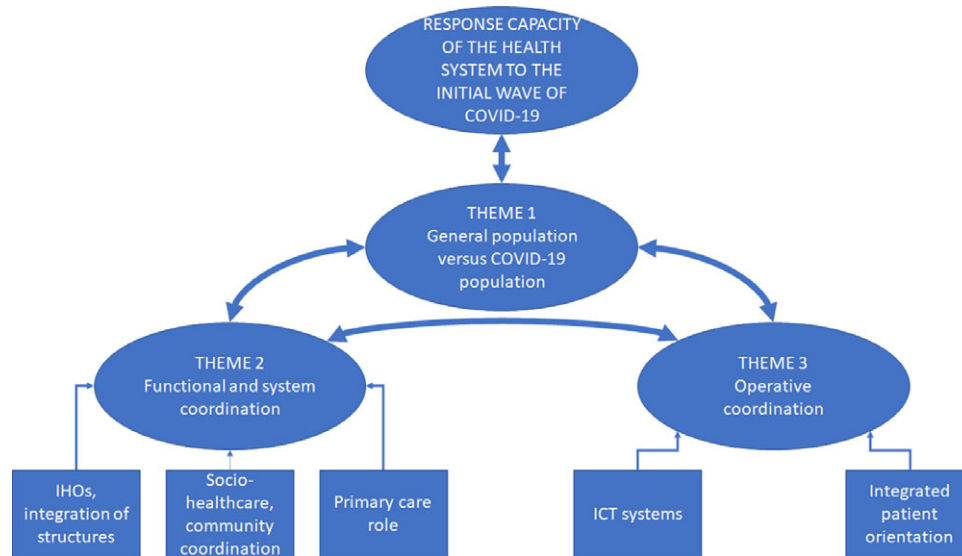 RESPONSE CAPACITY
OF THE HEALTH
SYSTEM TO THE
INITIAL WAVE OF
COVID-19
THEME 1
General population
versus COVID-19
population
THEME 2
Functional and system
coordination
THEME 3
Operative
coordination
IHOs,
integration of
structures
Socio-
healthcare,
community
coordination
Primary care
role
ICT systems
Integrated
patient
orientation